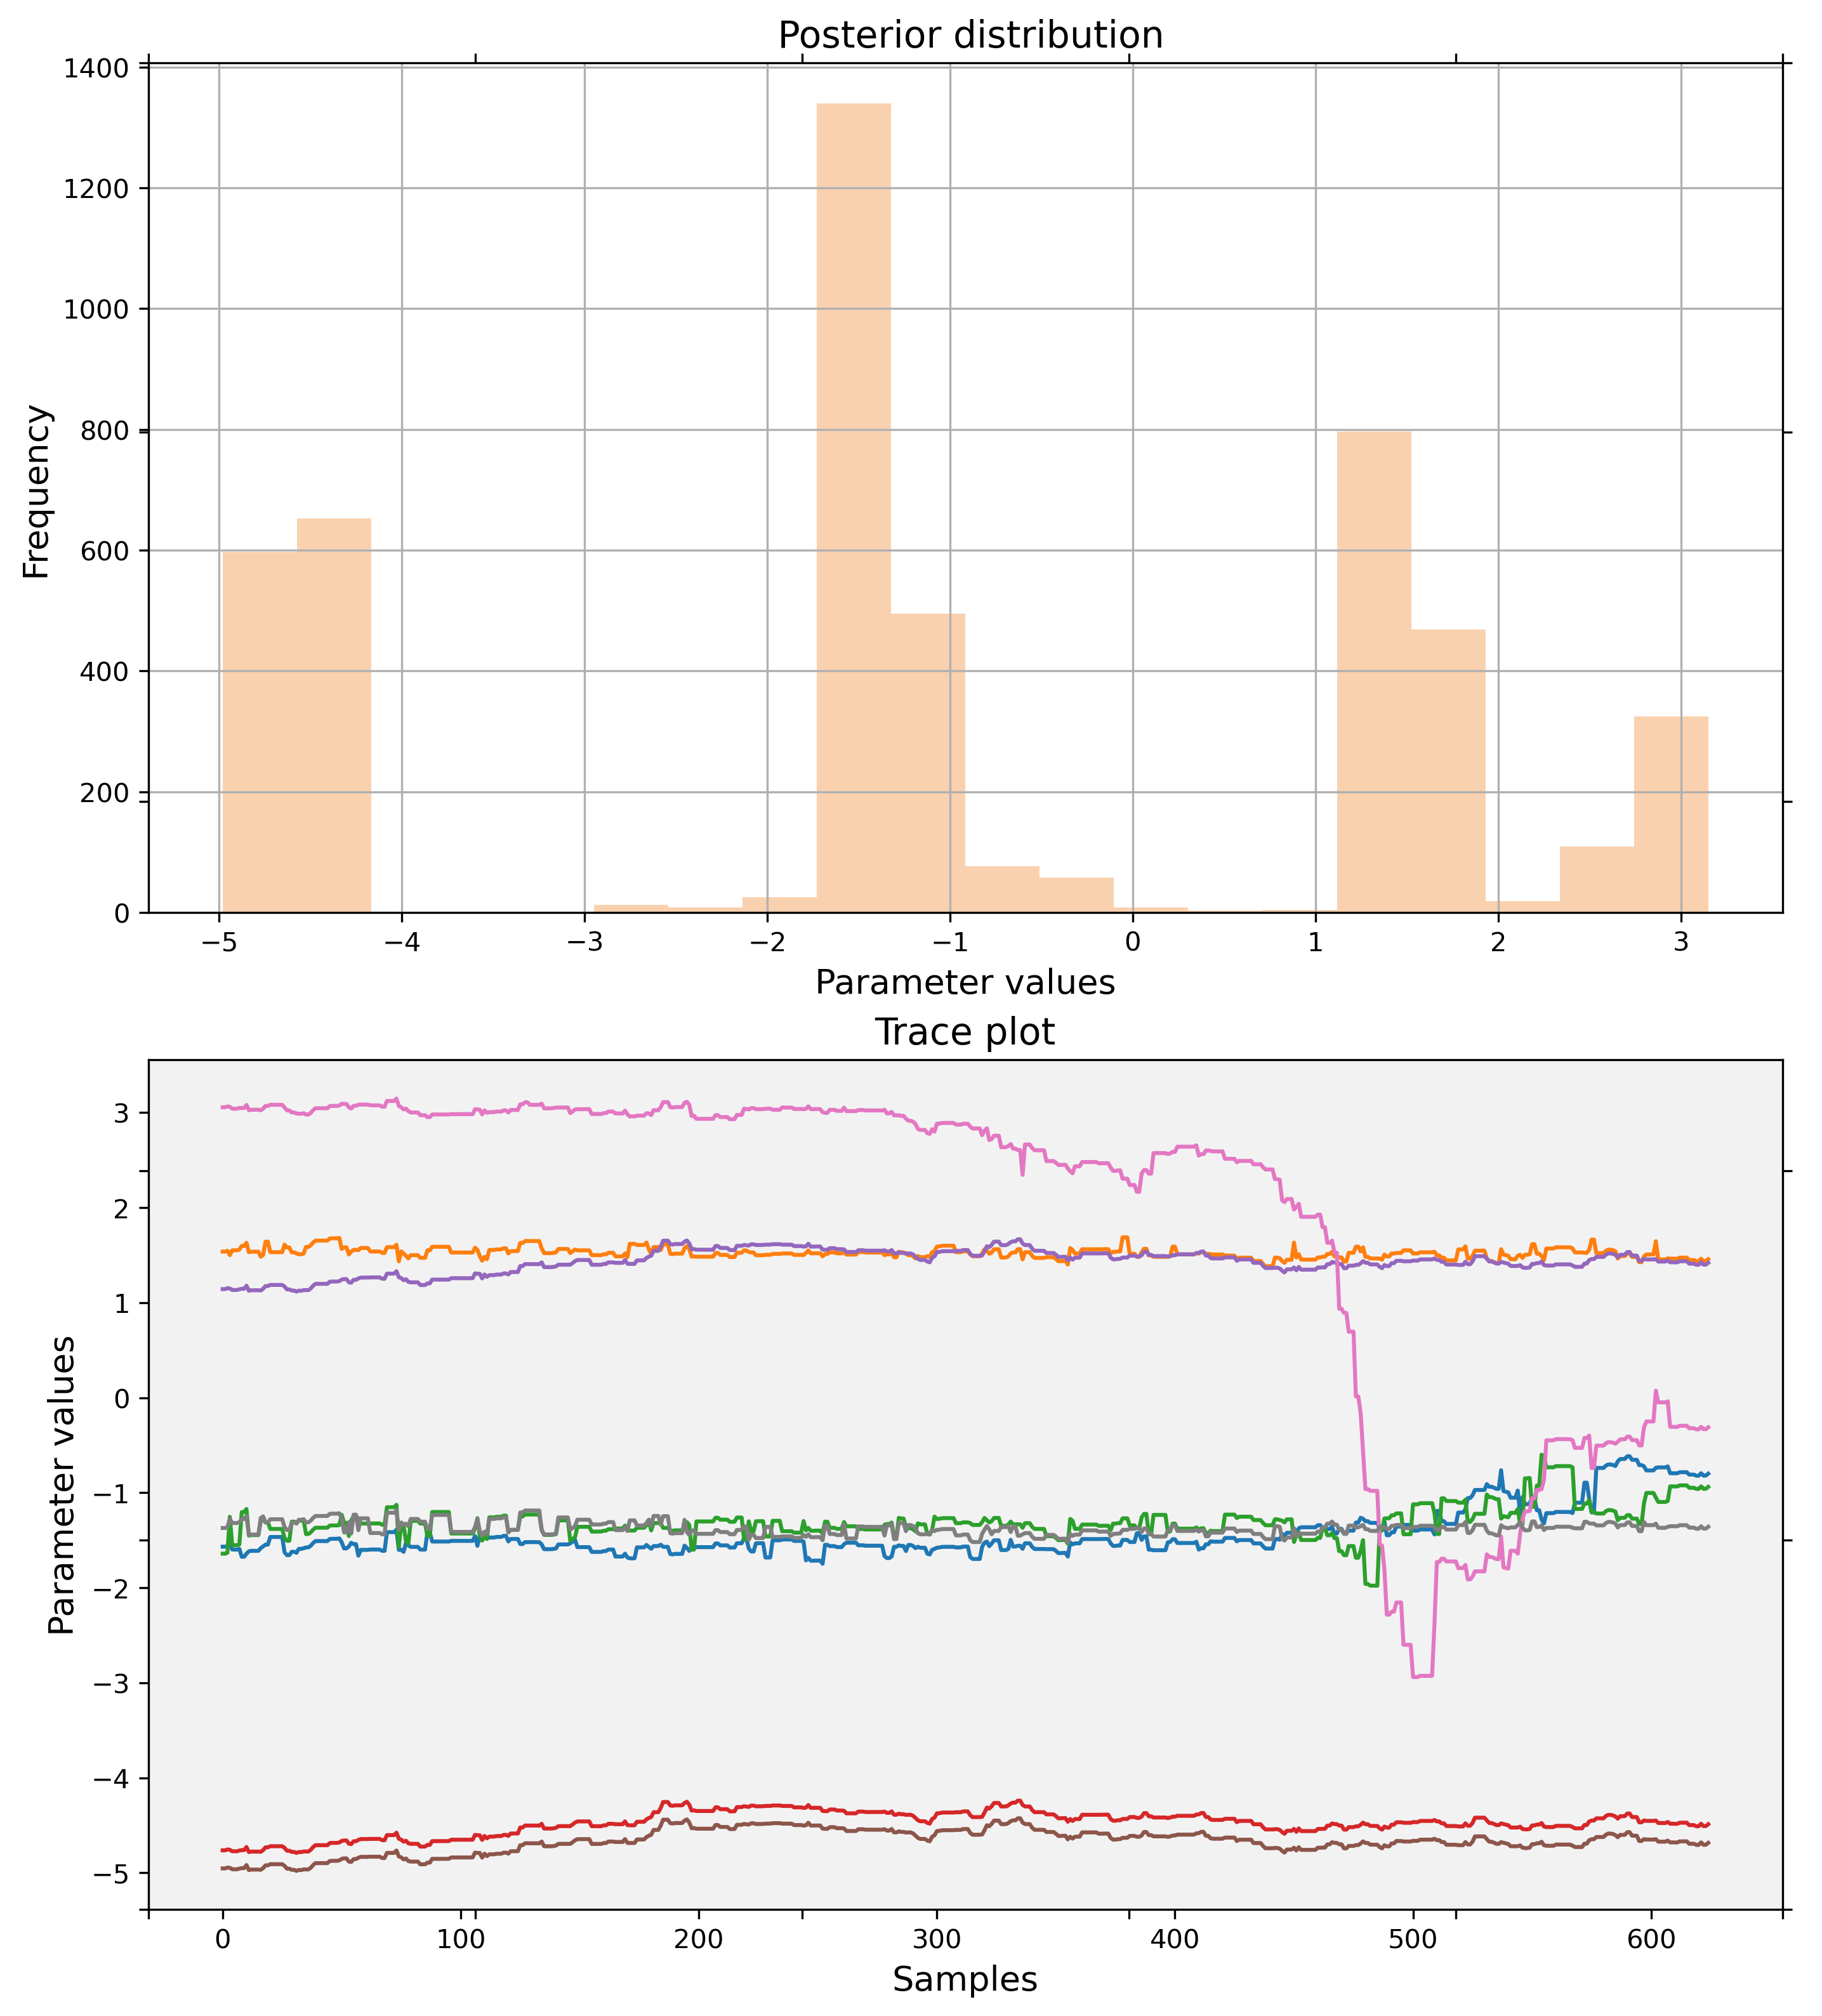 Posterior distribution
1400
1200
1000
800
600
400
200
0
Frequency
−5 −4 −3 −2 −1 0 1 2 3
Parameter values
Trace plot
3
2
1
0
−1
−2
−3
−4
−5
Parameter values
0 100 200 300 400 500 600
Samples